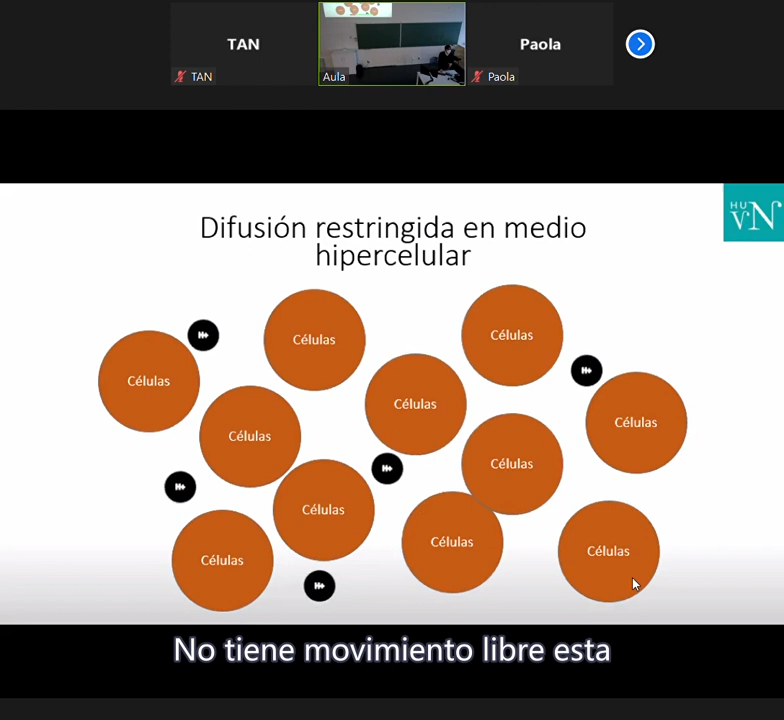 TAN
Paola
TAN
Aula
Paola
HU
VN
Difusión restringida en medio
hipercelular
Células
Células
Células
Células
Células
Células
Células
Células
Células
Células
Células
H+
H+
H+
H+
H+
No tiene movimiento libre esta